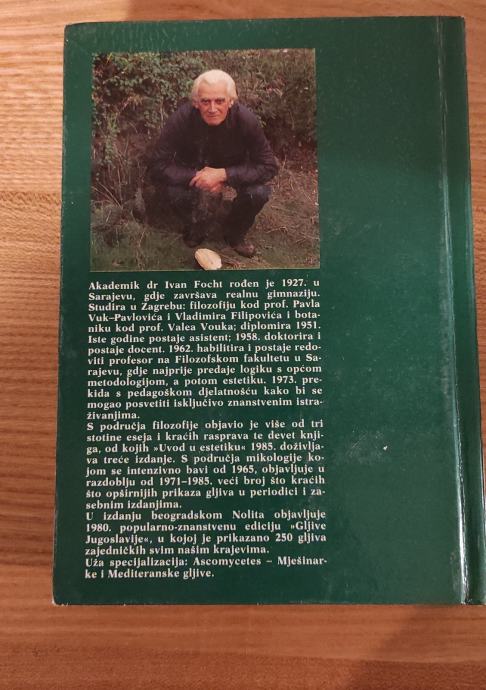 Akademik dr Ivan Focht rođen je 1927. u
Sarajevu, gdje završava realnu gimnaziju.
Studira u Zagrebu: filozofiju kod prof. Pavla
Vuk–Pavlovića i Vladimira Filipovića i bota-
niku kod prof. Valea Vouka; diplomira 1951.
Iste godine postaje asistent; 1958. doktorira i
postaje docent. 1962. habilitira i postaje redo-
viti profesor na Filozofskom fakultetu u Sa-
rajevu, gdje najprije predaje logiku s općom
metodologijom, a potom estetiku. 1973. pre-
kida s pedagoškom djelatnošću kako bi se
mogao posvetiti isključivo znanstvenim istra-
živanjima.
S područja filozofije objavio je više od tri
stotine eseja i kraćih rasprava te devet knji-
ga, od kojih »Uvod u estetiku« 1985. doživlja-
va treće izdanje. S područja mikologije ko-
jom se intenzivno bavi od 1965, objavljuje u
razdoblju od 1971–1985. veći broj što kraćih
što opširnijih prikaza gljiva u periodici i za-
sebnim izdanjima.
U izdanju beogradskom Nolita objavljuje
1980. popularno-znanstvenu ediciju »Gljive
Jugoslavije«, u kojoj je prikazano 250 gljiva
zajedničkih svim našim krajevima.
Uža specijalizacija: Ascomycetes – Mješinar-
ke i Mediteranske gljive.